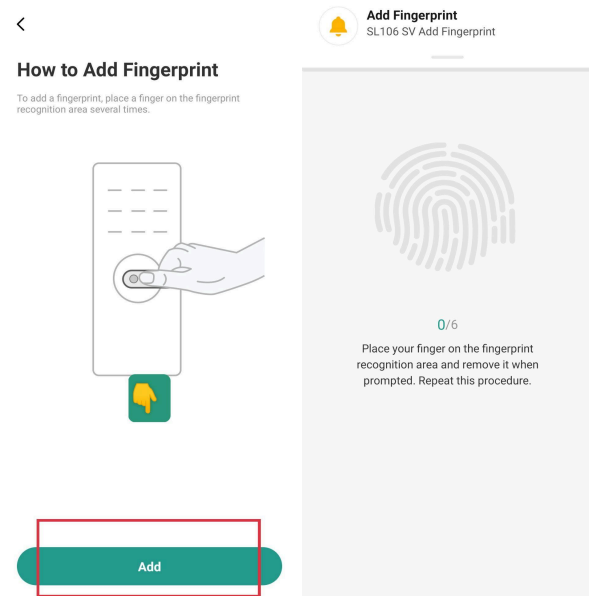 How to Add Fingerprint
To add a fingerprint, place a finger on the fingerprint
recognition area several times.
Add
Add Fingerprint
SL106 SV Add Fingerprint
0/6
Place your finger on the fingerprint
recognition area and remove it when
prompted. Repeat this procedure.